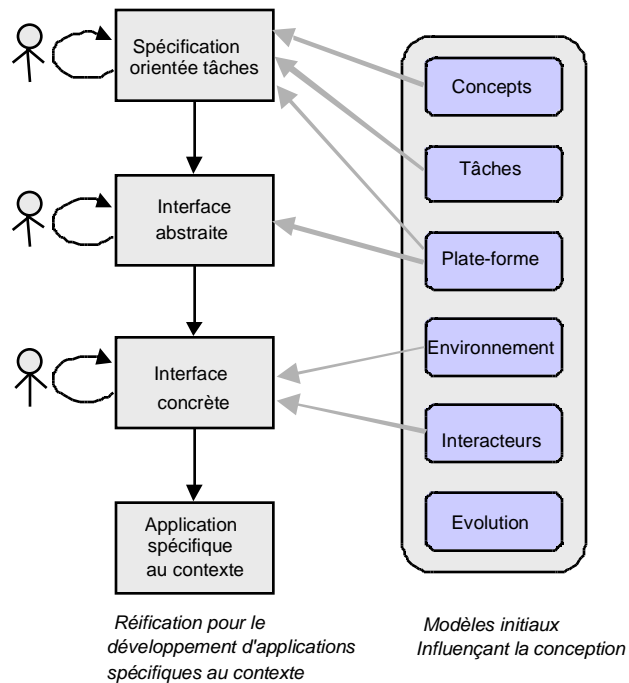 Spécification
orientée tâches
Interface
abstraite
Interface
concrète
Application
spécifique
au contexte
Réification pour le
développement d'applications
spécifiques au contexte
Concepts
Tâches
Plate-forme
Environnement
Interacteurs
Evolution
Modèles initiaux
Influençant la conception